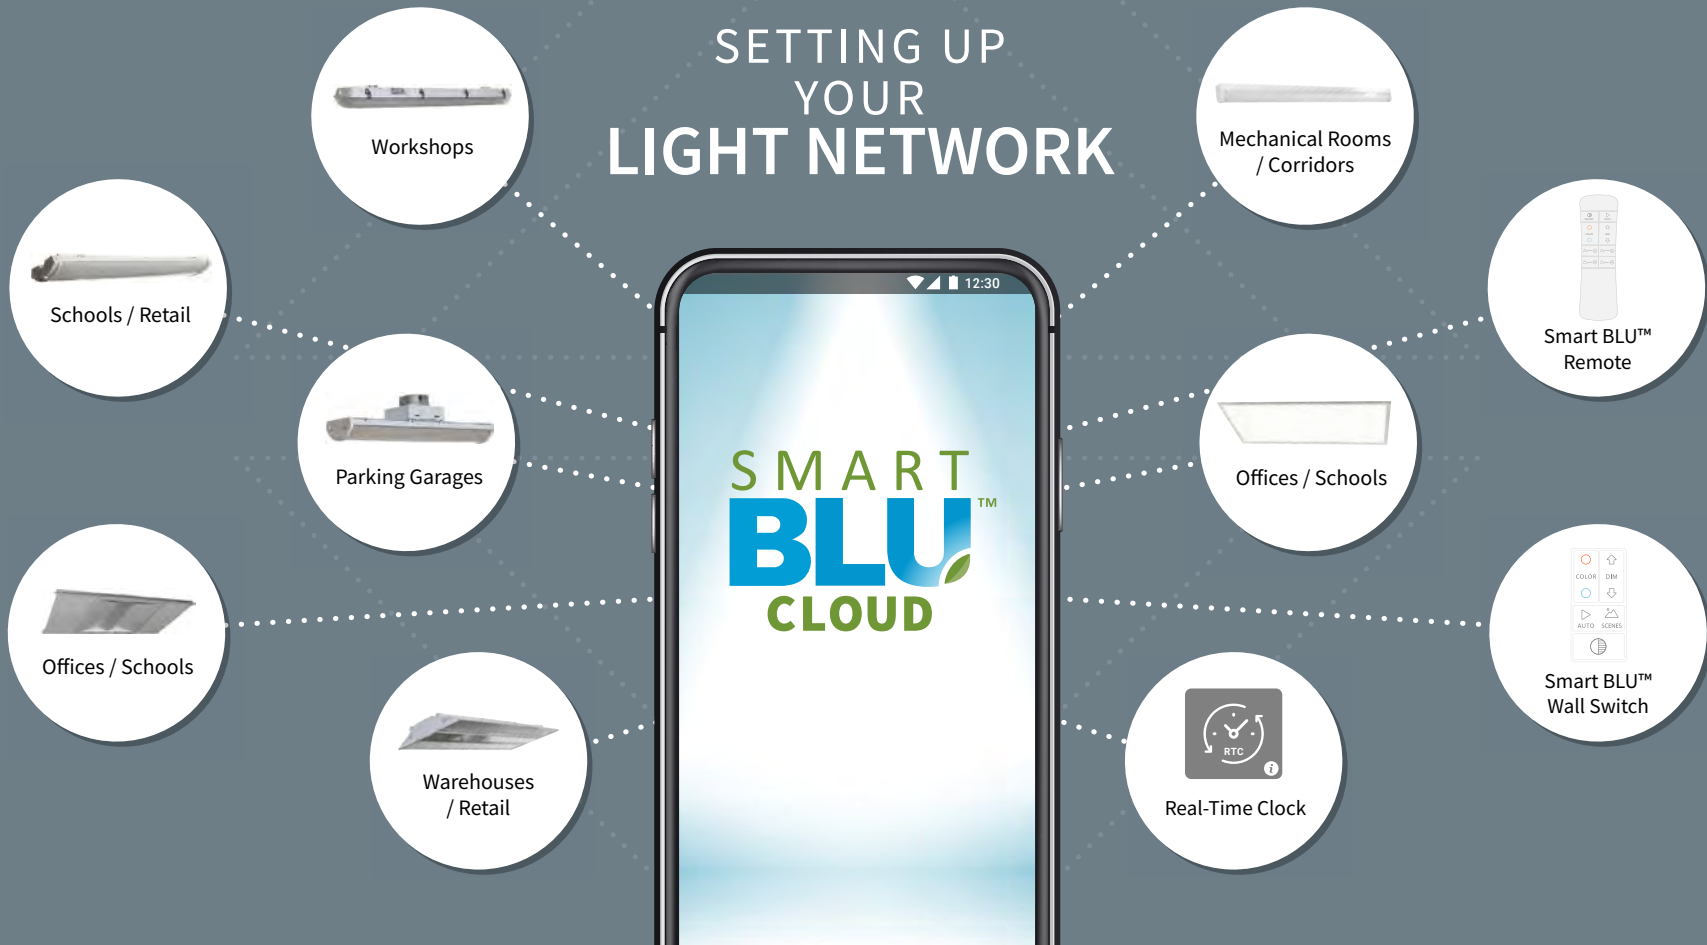 SETTING UP
YOUR
LIGHT NETWORK
Workshops
Mechanical Rooms
/ Corridors
Schools / Retail
12:30
Smart BLU™
Remote
Parking Garages
Offices / Schools
SMART
BLU™
CLOUD
Offices / Schools
COLOR DIM
AUTO SCENES
Smart BLU™
Wall Switch
Warehouses
/ Retail
RTC
i
Real-Time Clock